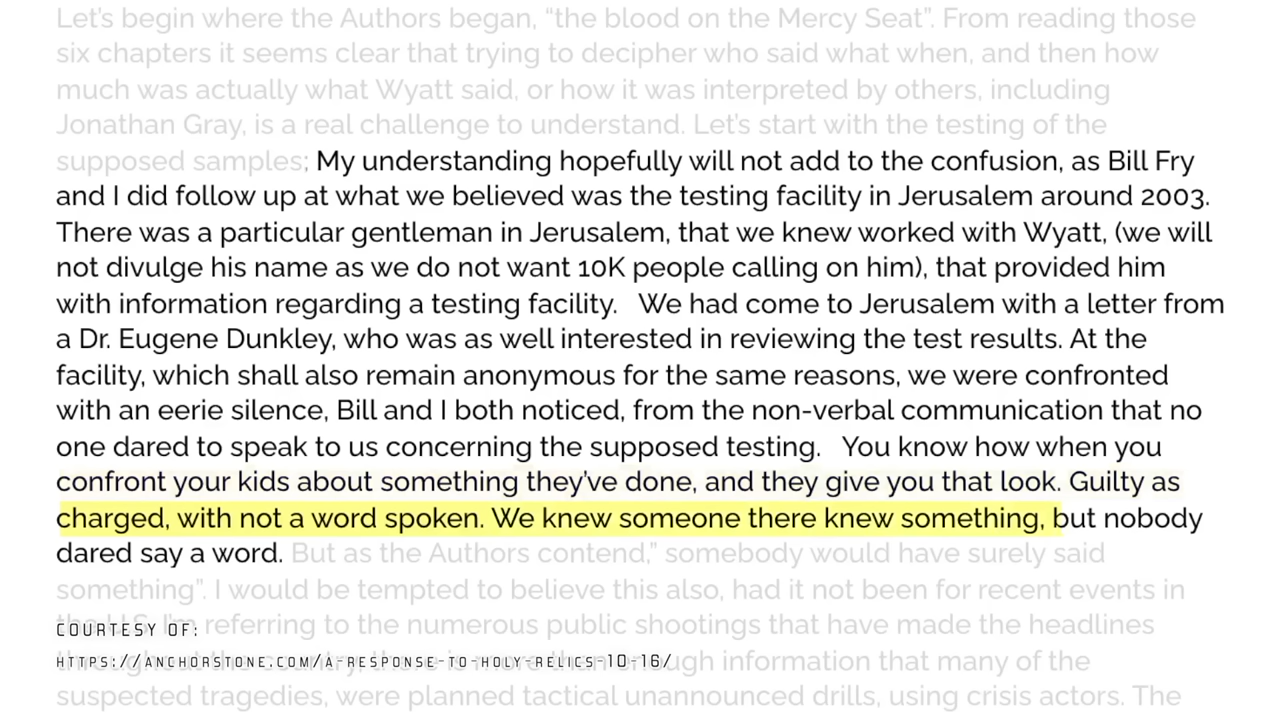 Let's begin where the Authors began, "the blood on the Mercy Seat". From reading those
six chapters it seems clear that trying to decipher who said what when, and then how
much was actually what Wyatt said, or how it was interpreted by others, including
Jonathan Gray, is a real challenge to understand. Let's start with the testing of the
supposed samples; My understanding hopefully will not add to the confusion, as Bill Fry
and I did follow up at what we believed was the testing facility in Jerusalem around 2003.
There was a particular gentleman in Jerusalem, that we knew worked with Wyatt, (we will
not divulge his name as we do not want 10K people calling on him), that provided him
with information regarding a testing facility. We had come to Jerusalem with a letter from
a Dr. Eugene Dunkley, who was as well interested in reviewing the test results. At the
facility, which shall also remain anonymous for the same reasons, we were confronted
with an eerie silence, Bill and I both noticed, from the non-verbal communication that no
one dared to speak to us concerning the supposed testing. You know how when you
confront your kids about something they've done, and they give you that look. Guilty as
charged, with not a word spoken. We knew someone there knew something, but nobody
dared say a word. But as the Authors contend," somebody would have surely said
something". I would be tempted to believe this also, had it not been for recent events in
referring to the numerous public shootings that have made the headlines
COURTESY OF:
information that many of the
HTTPS://ANCHORSTONE.COM/A-RESPONSE-TO-HOLY-RELICS-10-16/
suspected tragedies, were planned tactical unannounced drills, using crisis actors. The